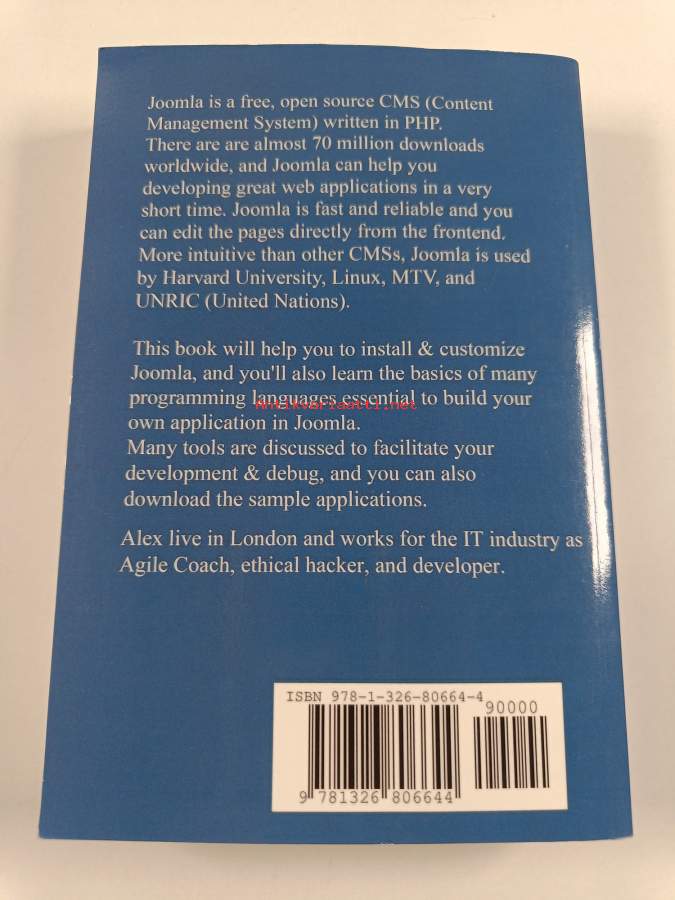 Joomla is a free, open source CMS (Content
Management System) written in PHP.
There are are almost 70 million downloads
worldwide, and Joomla can help you
developing great web applications in a very
short time. Joomla is fast and reliable and you
can edit the pages directly from the frontend.
More intuitive than other CMSs, Joomla is used
by Harvard University, Linux, MTV, and
UNRIC (United Nations).
This book will help you to install & customize
Joomla, and you'll also learn the basics of many
programming languages essential to build your
Antikvariaatti.net
own application in Joomla.
Many tools are discussed to facilitate your
development & debug, and you can also
download the sample applications.
Alex live in London and works for the IT industry as
Agile Coach, ethical hacker, and developer.
ISBN 978-1-326-80664-4
90000
9 781326 806644